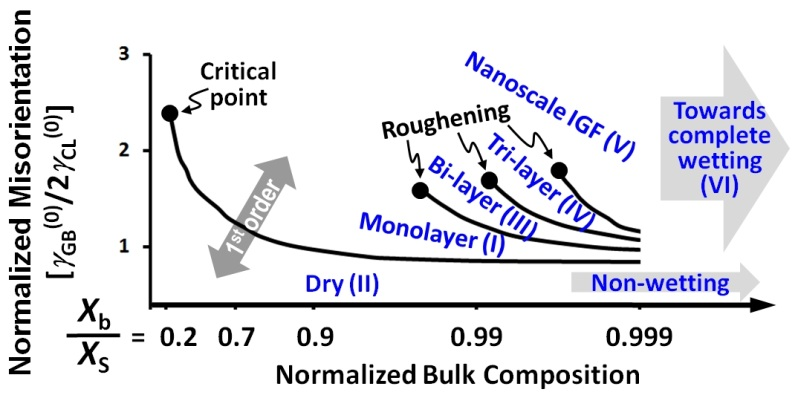 Normalized Misorientation
[γGB(0)/2γCL(0)]
3
2
1
Critical
point
1st order
Roughening
Nanoscale IGF (V)
Tri-layer (IV)
Bi-layer (III)
Monolayer (I)
Dry (II)
Towards
complete
wetting
(VI)
Non-wetting
Xb
XS
= 0.2 0.7 0.9 0.99 0.999
Normalized Bulk Composition